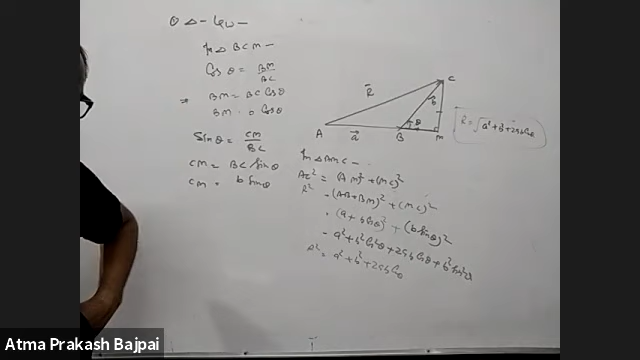 Q △ - Law -
In △ BCM -
Cos θ = BM/BC
⇒ BM = BC Cos θ
BM = b Cos θ
Sin θ = CM/BC
CM = BC Sin θ
CM = b Sin θ
R⃗
C
b⃗
θ
A
a⃗
B
M
R = √a² + b² + 2ab Cos θ
In △ AMC -
AC² = (AM)² + (MC)²
R² = (AB + BM)² + (MC)²
= (a + b Cos θ)² + (b Sin θ)²
= a² + b² Cos² θ + 2ab Cos θ + b² Sin² θ
R² = a² + b² + 2ab Cos θ
Atma Prakash Bajpai